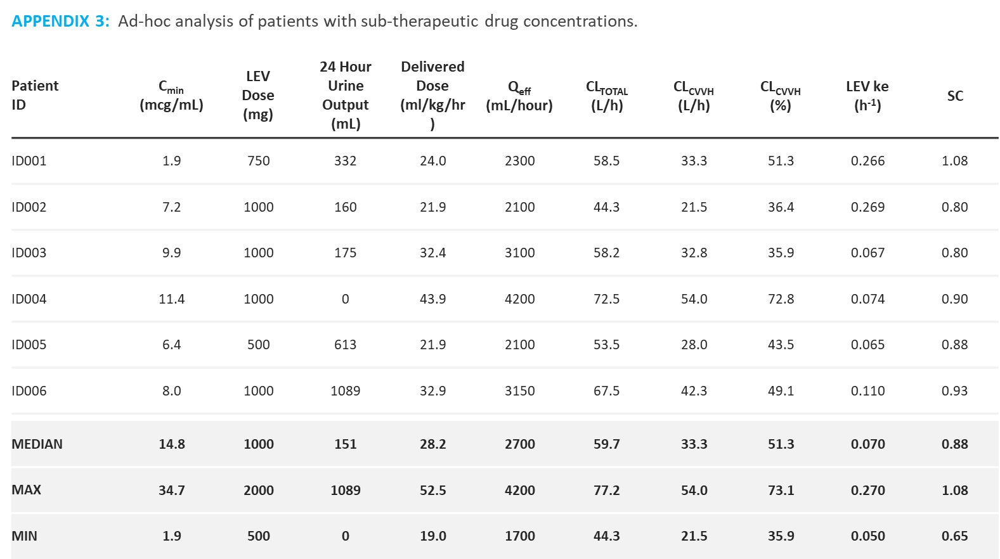 APPENDIX 3: Ad-hoc analysis of patients with sub-therapeutic drug concentrations.
Patient ID | Cmin (mcg/mL) | LEV Dose (mg) | 24 Hour Urine Output (mL) | Delivered Dose (ml/kg/hr) | Qeff (mL/hour) | CLTOTAL (L/h) | CLCVVH (L/h) | CLCVVH (%) | LEV ke (h-1) | SC
ID001 1.9 750 332 24.0 2300 58.5 33.3 51.3 0.266 1.08
ID002 7.2 1000 160 21.9 2100 44.3 21.5 36.4 0.269 0.80
ID003 9.9 1000 175 32.4 3100 58.2 32.8 35.9 0.067 0.80
ID004 11.4 1000 0 43.9 4200 72.5 54.0 72.8 0.074 0.90
ID005 6.4 500 613 21.9 2100 53.5 28.0 43.5 0.065 0.88
ID006 8.0 1000 1089 32.9 3150 67.5 42.3 49.1 0.110 0.93
MEDIAN 14.8 1000 151 28.2 2700 59.7 33.3 51.3 0.070 0.88
MAX 34.7 2000 1089 52.5 4200 77.2 54.0 73.1 0.270 1.08
MIN 1.9 500 0 19.0 1700 44.3 21.5 35.9 0.050 0.65